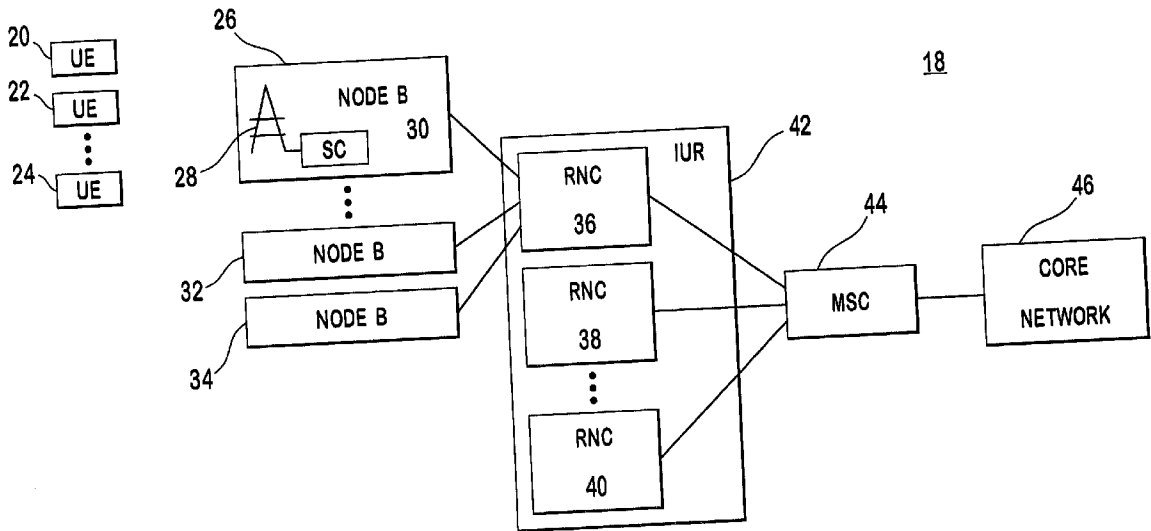 20
UE
22
UE
24
UE
26
NODE B
30
28
SC
32
NODE B
34
NODE B
18
42
IUR
RNC
36
RNC
38
RNC
40
44
MSC
46
CORE
NETWORK